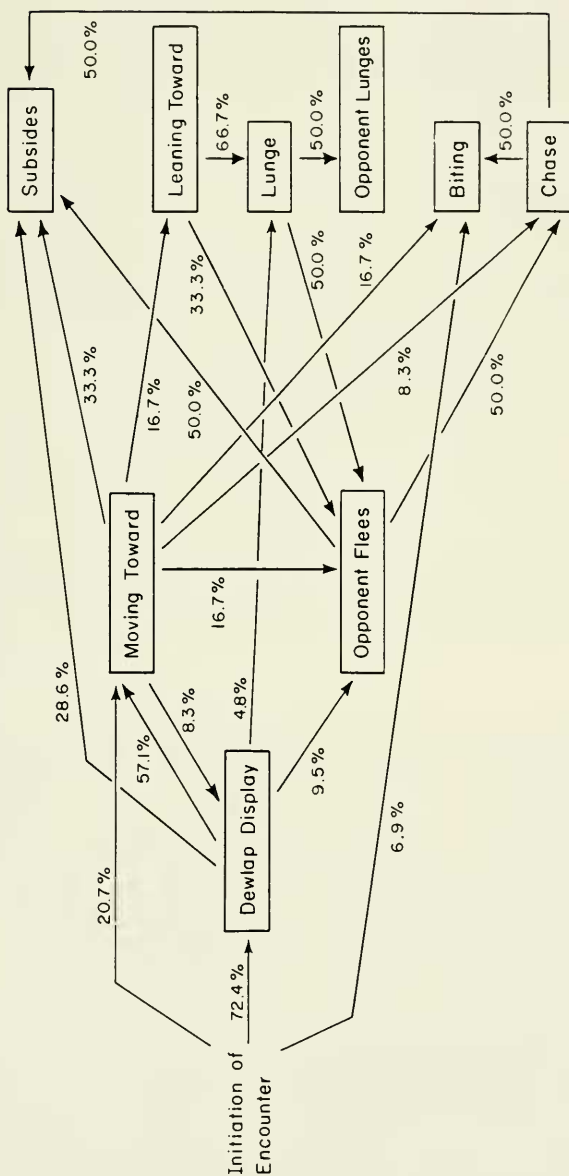 Initiation of
Encounter
72.4%
20.7%
6.9%
Dewlap Display
28.6%
57.1%
8.3%
4.8%
9.5%
Moving Toward
33.3%
16.7%
16.7%
16.7%
8.3%
Opponent Flees
50.0%
50.0%
Subsides
Leaning Toward
66.7%
33.3%
Lunge
50.0%
50.0%
Opponent Lunges
Biting
50.0%
Chase
50.0%